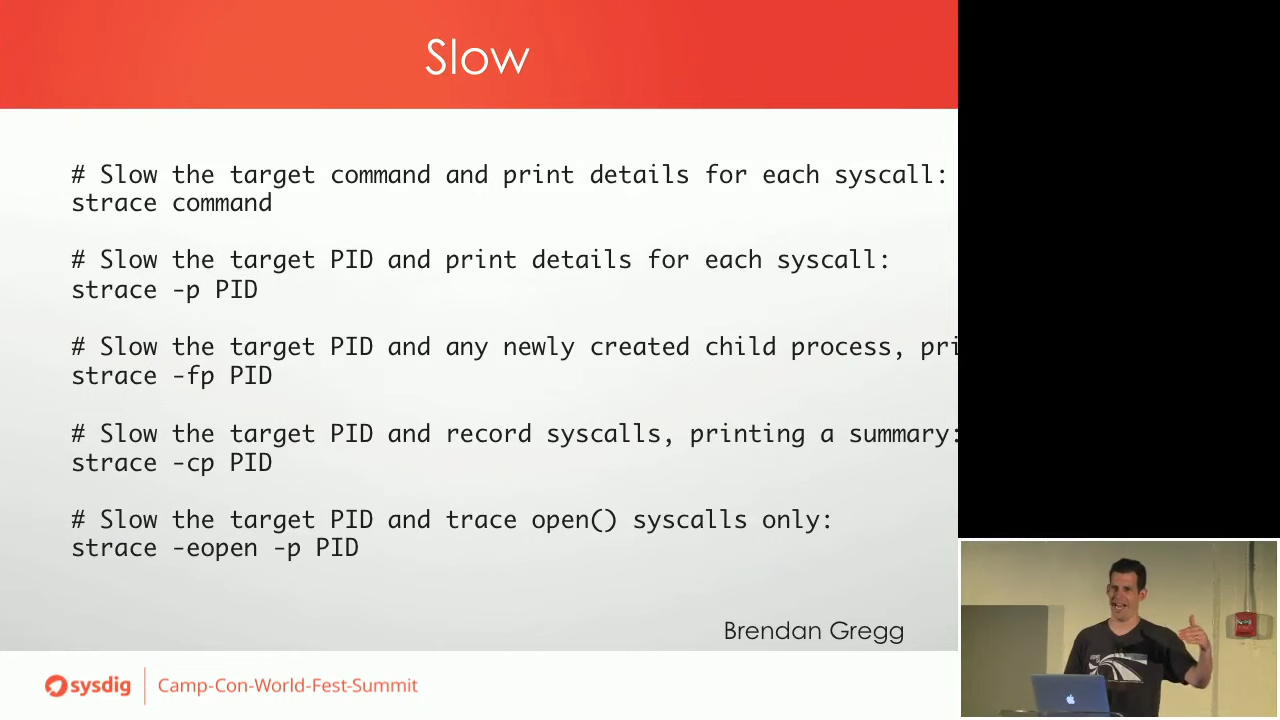 Slow
# Slow the target command and print details for each syscall:
strace command
# Slow the target PID and print details for each syscall:
strace -p PID
# Slow the target PID and any newly created child process, pri
strace -fp PID
# Slow the target PID and record syscalls, printing a summary:
strace -cp PID
# Slow the target PID and trace open() syscalls only:
strace -eopen -p PID
Brendan Gregg
sysdig
Camp-Con-World-Fest-Summit